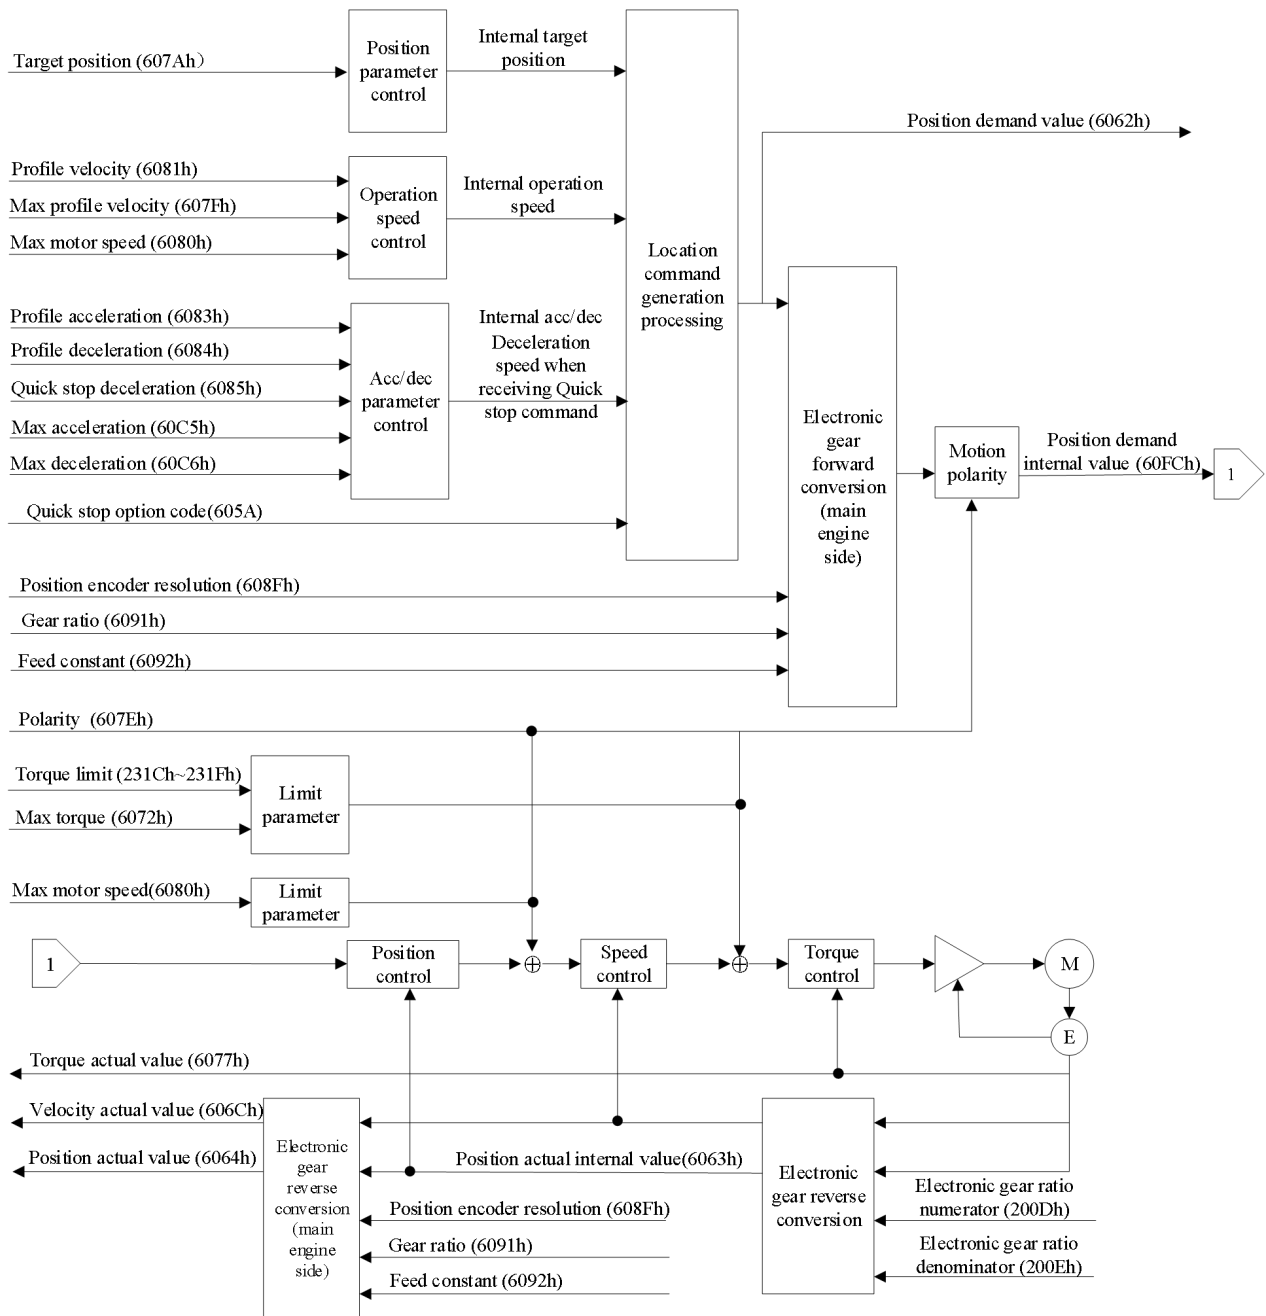 Target position (607Ah）
Position
parameter
control
Internal target
position
Position demand value (6062h)
Profile velocity (6081h)
Max profile velocity (607Fh)
Max motor speed (6080h)
Operation
speed
control
Internal operation
speed
Location
command
generation
processing
Profile acceleration (6083h)
Profile deceleration (6084h)
Quick stop deceleration (6085h)
Max acceleration (60C5h)
Max deceleration (60C6h)
Acc/dec
parameter
control
Internal acc/dec
Deceleration
speed when
receiving Quick
stop command
Quick stop option code(605A)
Electronic
gear
forward
conversion
(main
engine
side)
Motion
polarity
Position demand
internal value (60FCh)
1
Position encoder resolution (608Fh)
Gear ratio (6091h)
Feed constant (6092h)
Polarity (607Eh)
Torque limit (231Ch~231Fh)
Max torque (6072h)
Limit
parameter
Max motor speed(6080h)
Limit
parameter
1
Position
control
Speed
control
Torque
control
M
E
Torque actual value (6077h)
Velocity actual value (606Ch)
Position actual value (6064h)
Electronic
gear
reverse
conversion
(main
engine
side)
Position actual internal value(6063h)
Position encoder resolution (608Fh)
Gear ratio (6091h)
Feed constant (6092h)
Electronic
gear reverse
conversion
Electronic gear ratio
numerator (200Dh)
Electronic gear ratio
denominator (200Eh)